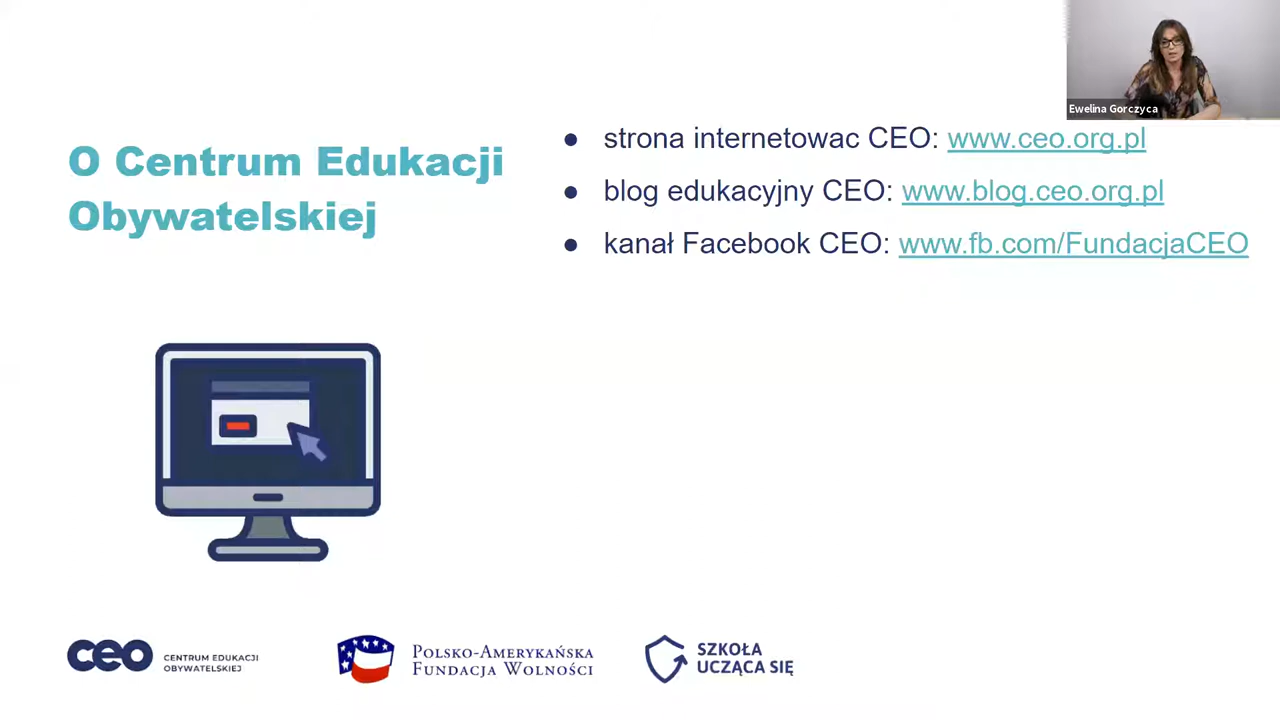 Ewelina Gorczyca
O Centrum Edukacji
Obywatelskiej
● strona internetowac CEO: www.ceo.org.pl
● blog edukacyjny CEO: www.blog.ceo.org.pl
● kanał Facebook CEO: www.fb.com/FundacjaCEO
ceo
CENTRUM EDUKACJI
OBYWATELSKIEJ
POLSKO-AMERYKAŃSKA
FUNDACJA WOLNOŚCI
SZKOŁA
UCZĄCA SIĘ